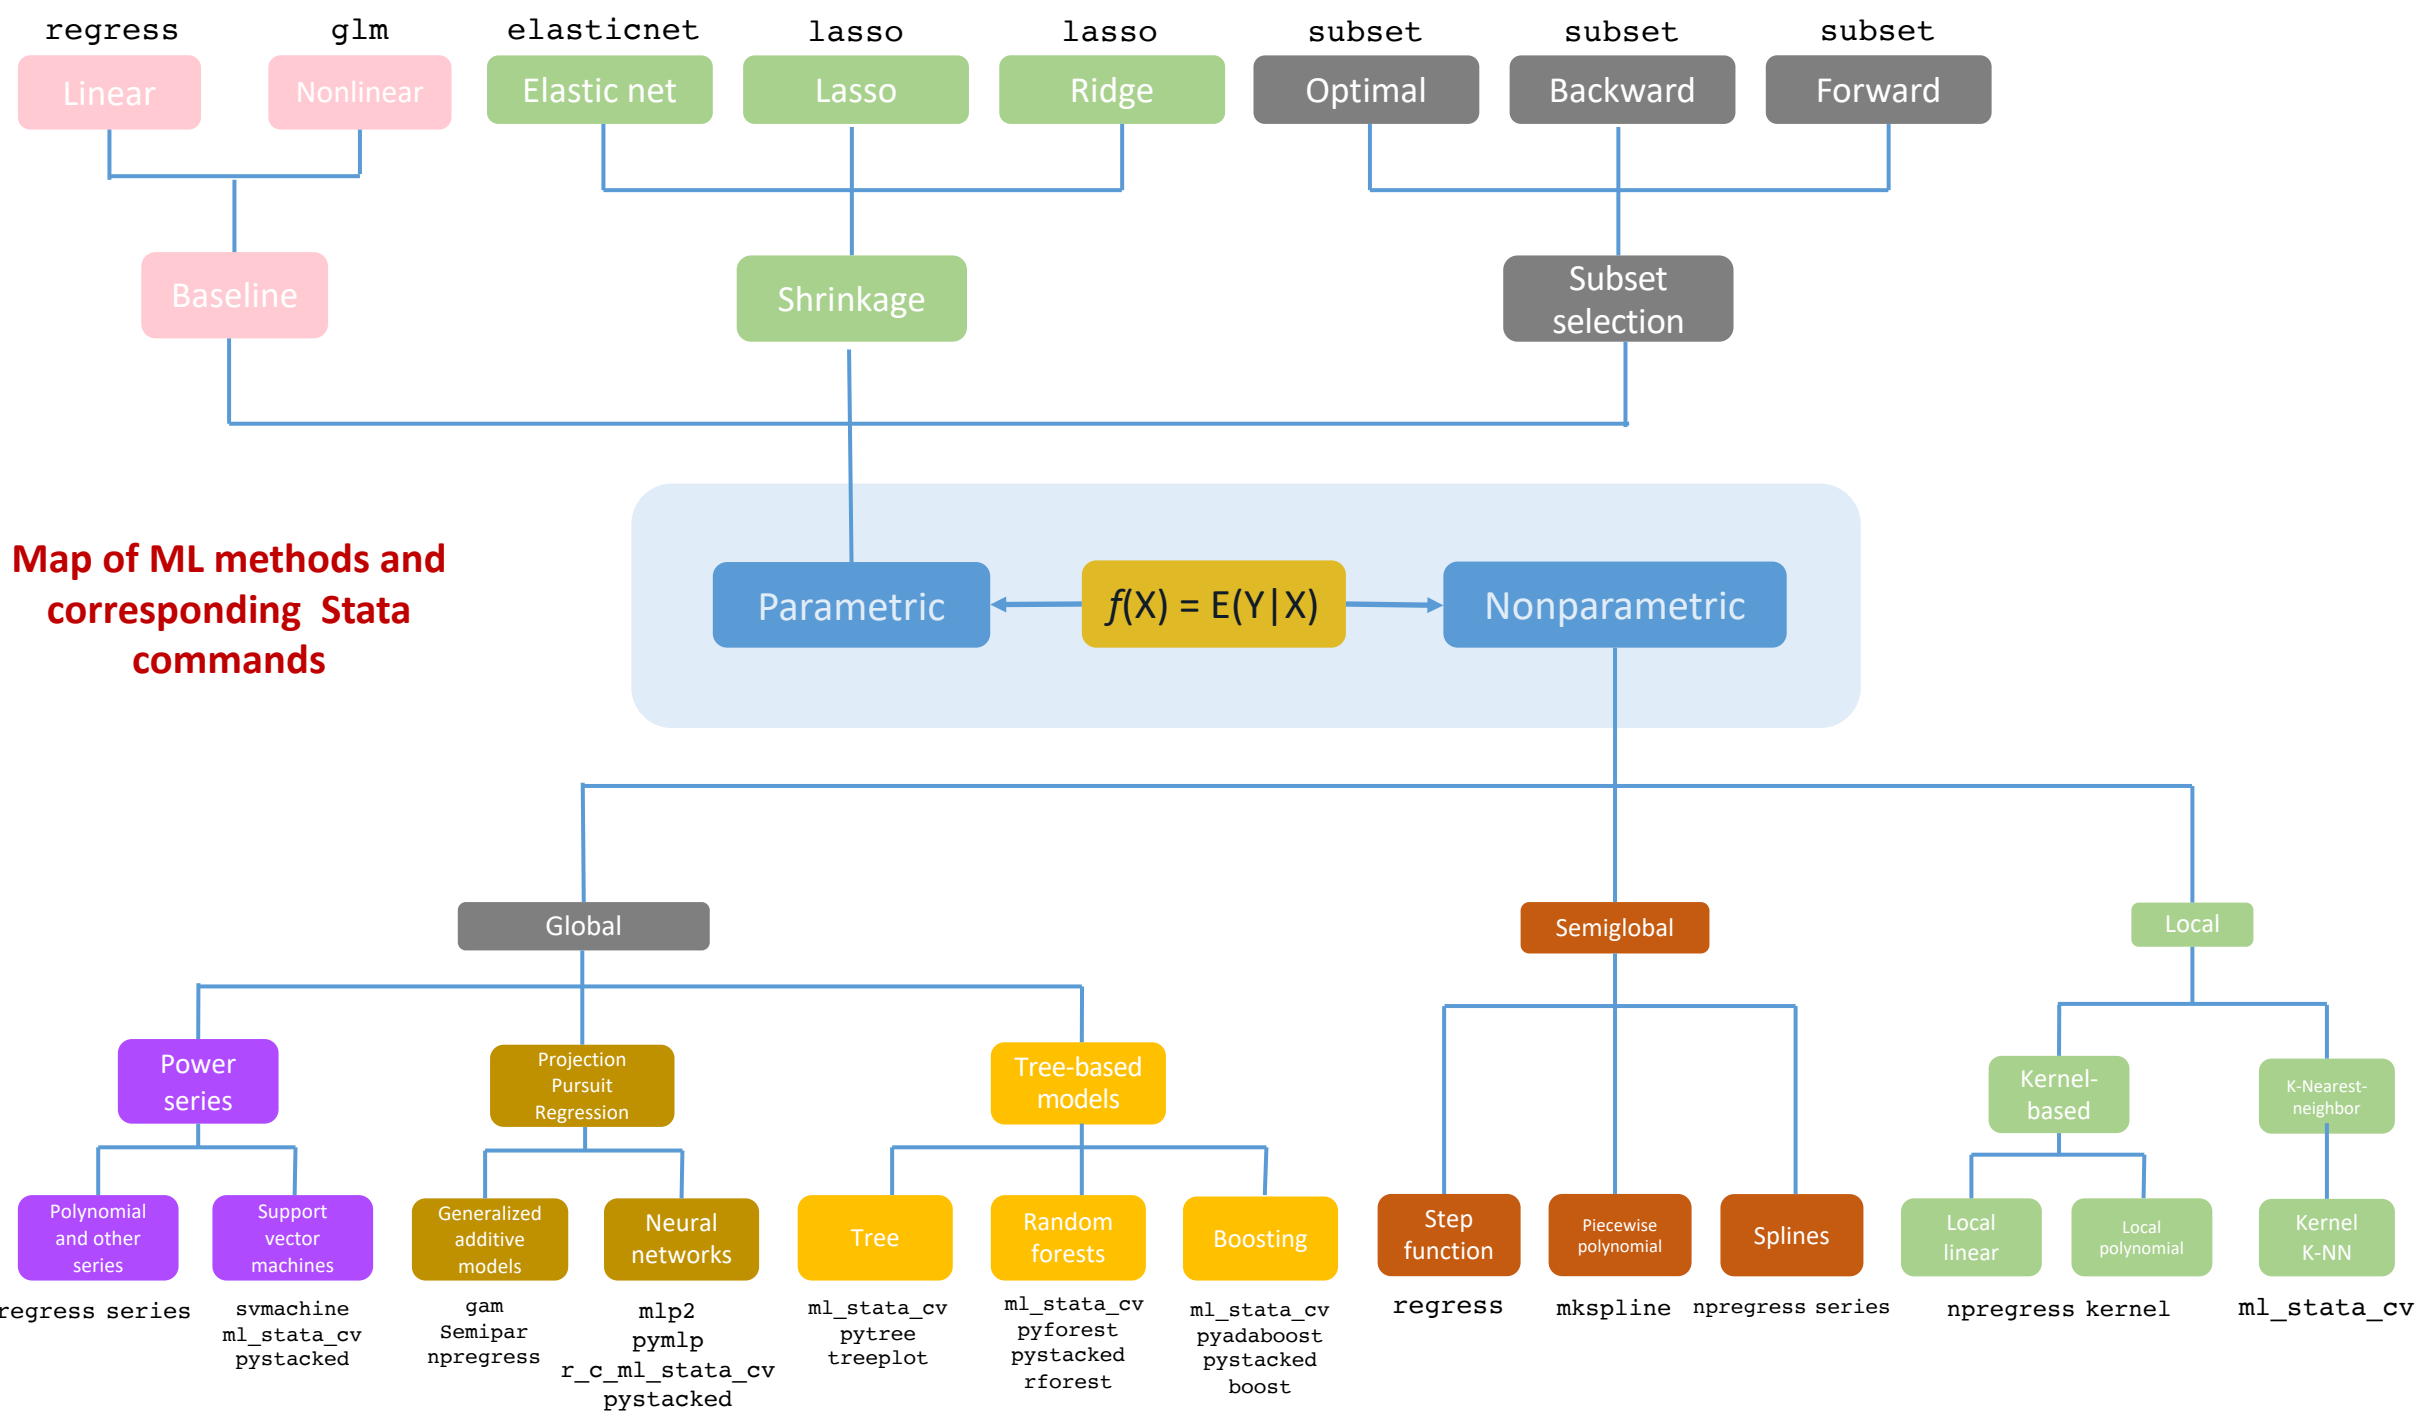 regress
glm
elasticnet
lasso
lasso
subset
subset
subset
Linear
Nonlinear
Elastic net
Lasso
Ridge
Optimal
Backward
Forward
Baseline
Shrinkage
Subset
selection
Map of ML methods and
corresponding Stata
commands
Parametric
f(X) = E(Y|X)
Nonparametric
Global
Semiglobal
Local
Power
series
Projection
Pursuit
Regression
Tree-based
models
Kernel-
based
K-Nearest-
neighbor
Polynomial
and other
series
Support
vector
machines
Generalized
additive
models
Neural
networks
Tree
Random
forests
Boosting
Step
function
Piecewise
polynomial
Splines
Local
linear
Local
polynomial
Kernel
K-NN
regress series
svmachine
ml_stata_cv
pystacked
gam
Semipar
npregress
mlp2
pymlp
r_c_ml_stata_cv
pystacked
ml_stata_cv
pytree
treeplot
ml_stata_cv
pyforest
pystacked
rforest
ml_stata_cv
pyadaboost
pystacked
boost
regress
mkspline
npregress series
npregress kernel
ml_stata_cv